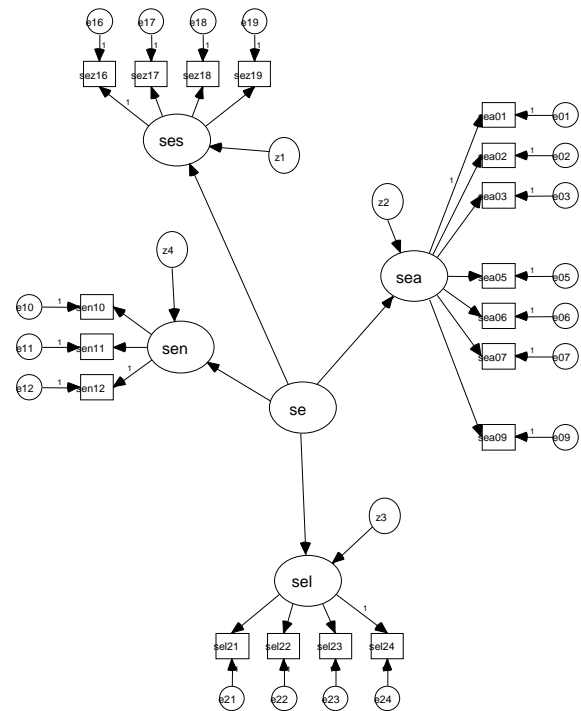 e16 e17 e18 e19
1 1 1 1
sez16 sez17 sez18 sez19
1
ses
z1
sea01 1 e01
sea02 1 e02
1
sea03 1 e03
z2
z4
sea
sea05 1 e05
e10 1 sen10
sea06 1 e06
e11 1 sen11
sen
sea07 1 e07
e12 1 sen12
1
se
sea09 1 e09
z3
sel
1
sel21 sel22 sel23 sel24
e21 e22 e23 e24